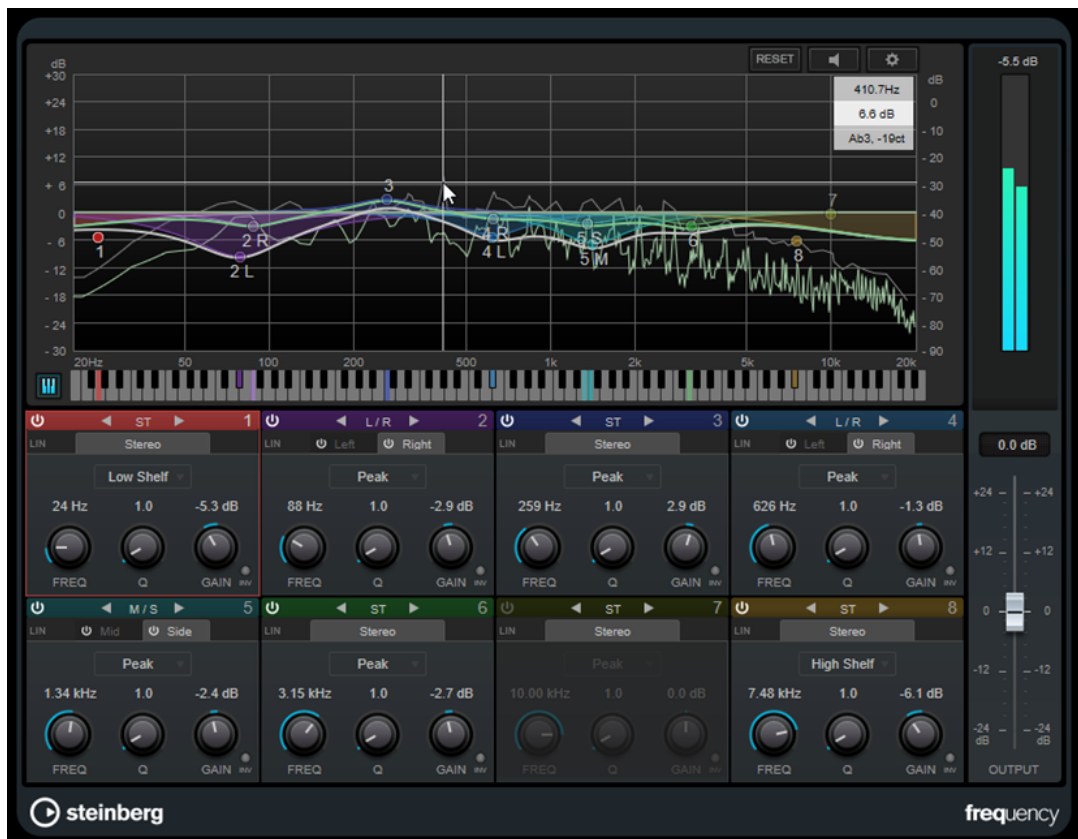 RESET
-5.5 dB
dB
+30
+24
+18
+12
+ 6
0
- 6
- 12
- 18
- 24
- 30
410.7Hz
6.6 dB
Ab3, -19ct
dB
0
- 10
- 20
- 30
- 40
- 50
- 60
- 70
- 80
- 90
1
2 R
2 L
3
4 R
4 L
5 S
5 M
6
7
8
20Hz 50 100 200 500 1k 2k 5k 10k 20k
ST 1 L / R 2 ST 3 L / R 4
LIN Stereo LIN Left Right LIN Stereo LIN Left Right
Low Shelf Peak Peak Peak
24 Hz 1.0 -5.3 dB 88 Hz 1.0 -2.9 dB 259 Hz 1.0 2.9 dB 626 Hz 1.0 -1.3 dB
FREQ Q GAIN INV FREQ Q GAIN INV FREQ Q GAIN INV FREQ Q GAIN INV
M / S 5 ST 6 ST 7 ST 8
LIN Mid Side LIN Stereo LIN Stereo LIN Stereo
Peak Peak Peak High Shelf
1.34 kHz 1.0 -2.4 dB 3.15 kHz 1.0 -2.7 dB 10.00 kHz 1.0 0.0 dB 7.48 kHz 1.0 -6.1 dB
FREQ Q GAIN INV FREQ Q GAIN INV FREQ Q GAIN INV FREQ Q GAIN INV
0.0 dB
+24 +24
+12 +12
0 0
-12 -12
-24 -24
dB dB
OUTPUT
steinberg
frequency